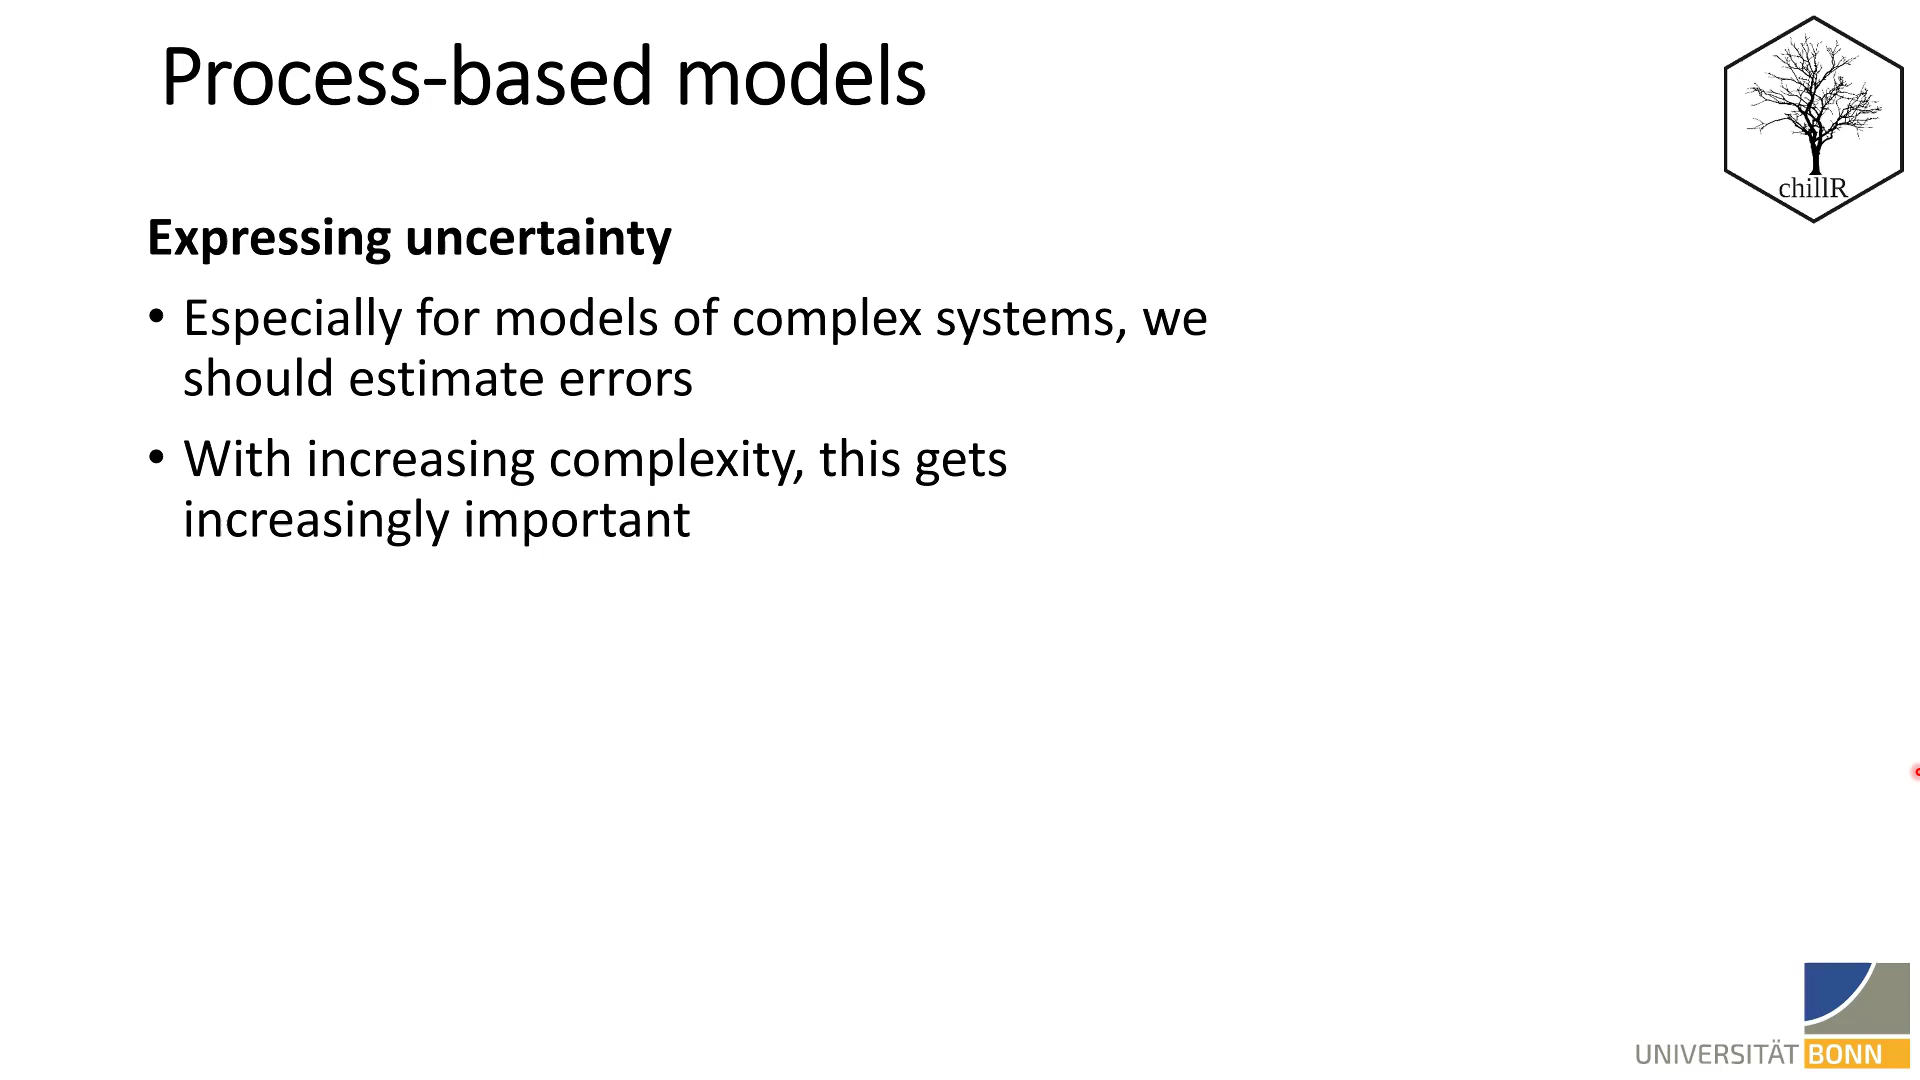 Process-based models
chillR
Expressing uncertainty
• Especially for models of complex systems, we
should estimate errors
• With increasing complexity, this gets
increasingly important
UNIVERSITÄT BONN